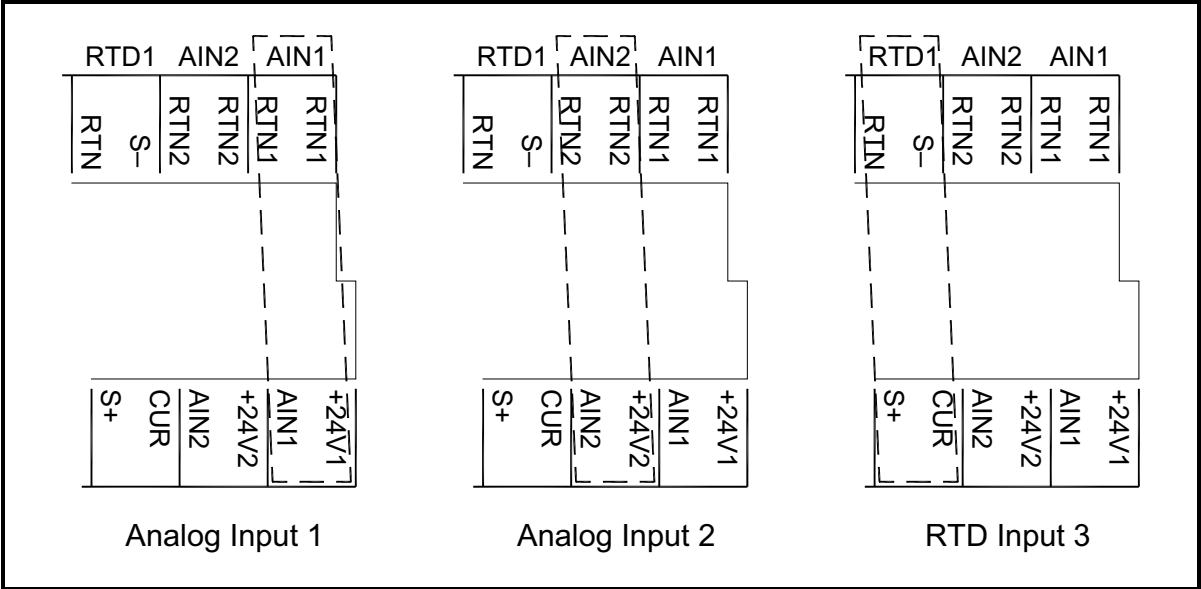 RTD1 AIN2 AIN1
RTN S– RTN2 RTN2 RTN1 RTN1
S+ CUR AIN2 +24V2 AIN1 +24V1
Analog Input 1
RTD1 AIN2 AIN1
RTN S– RTN2 RTN2 RTN1 RTN1
S+ CUR AIN2 +24V2 AIN1 +24V1
Analog Input 2
RTD1 AIN2 AIN1
RTN S– RTN2 RTN2 RTN1 RTN1
S+ CUR AIN2 +24V2 AIN1 +24V1
RTD Input 3